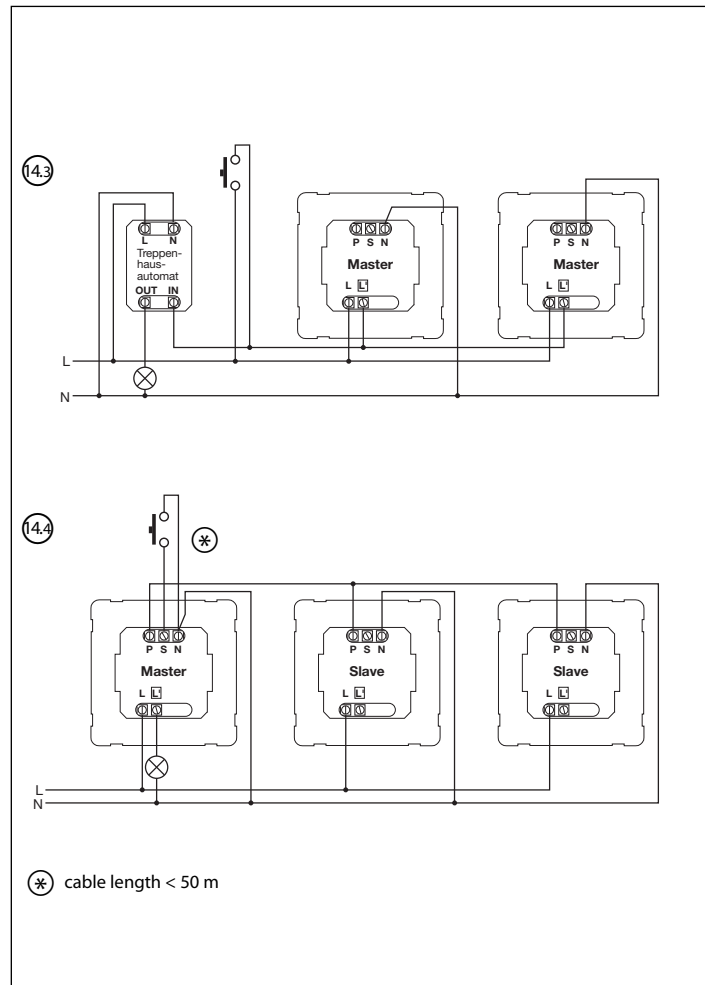 14.3
L N
Treppen-
haus-
automat
OUT IN
P S N
Master
L L'
P S N
Master
L L'
L
N
14.4
*
P S N
Master
L L'
P S N
Slave
L L'
P S N
Slave
L L'
L
N
* cable length < 50 m